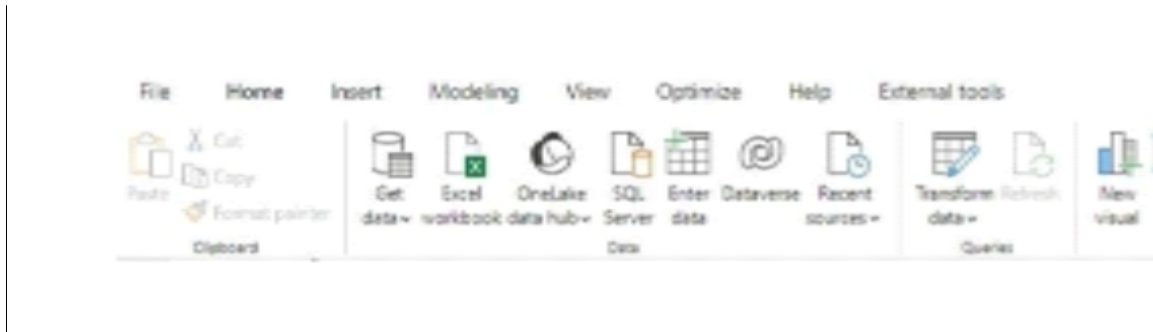 File Home Insert Modeling View Optimize Help External tools
Cut
Copy
Paste
Format painter
Clipboard
Get data
Excel workbook
OneLake data hub
SQL Server
Enter data
Dataverse
Recent sources
Data
Transform data
Refresh
Queries
New visual